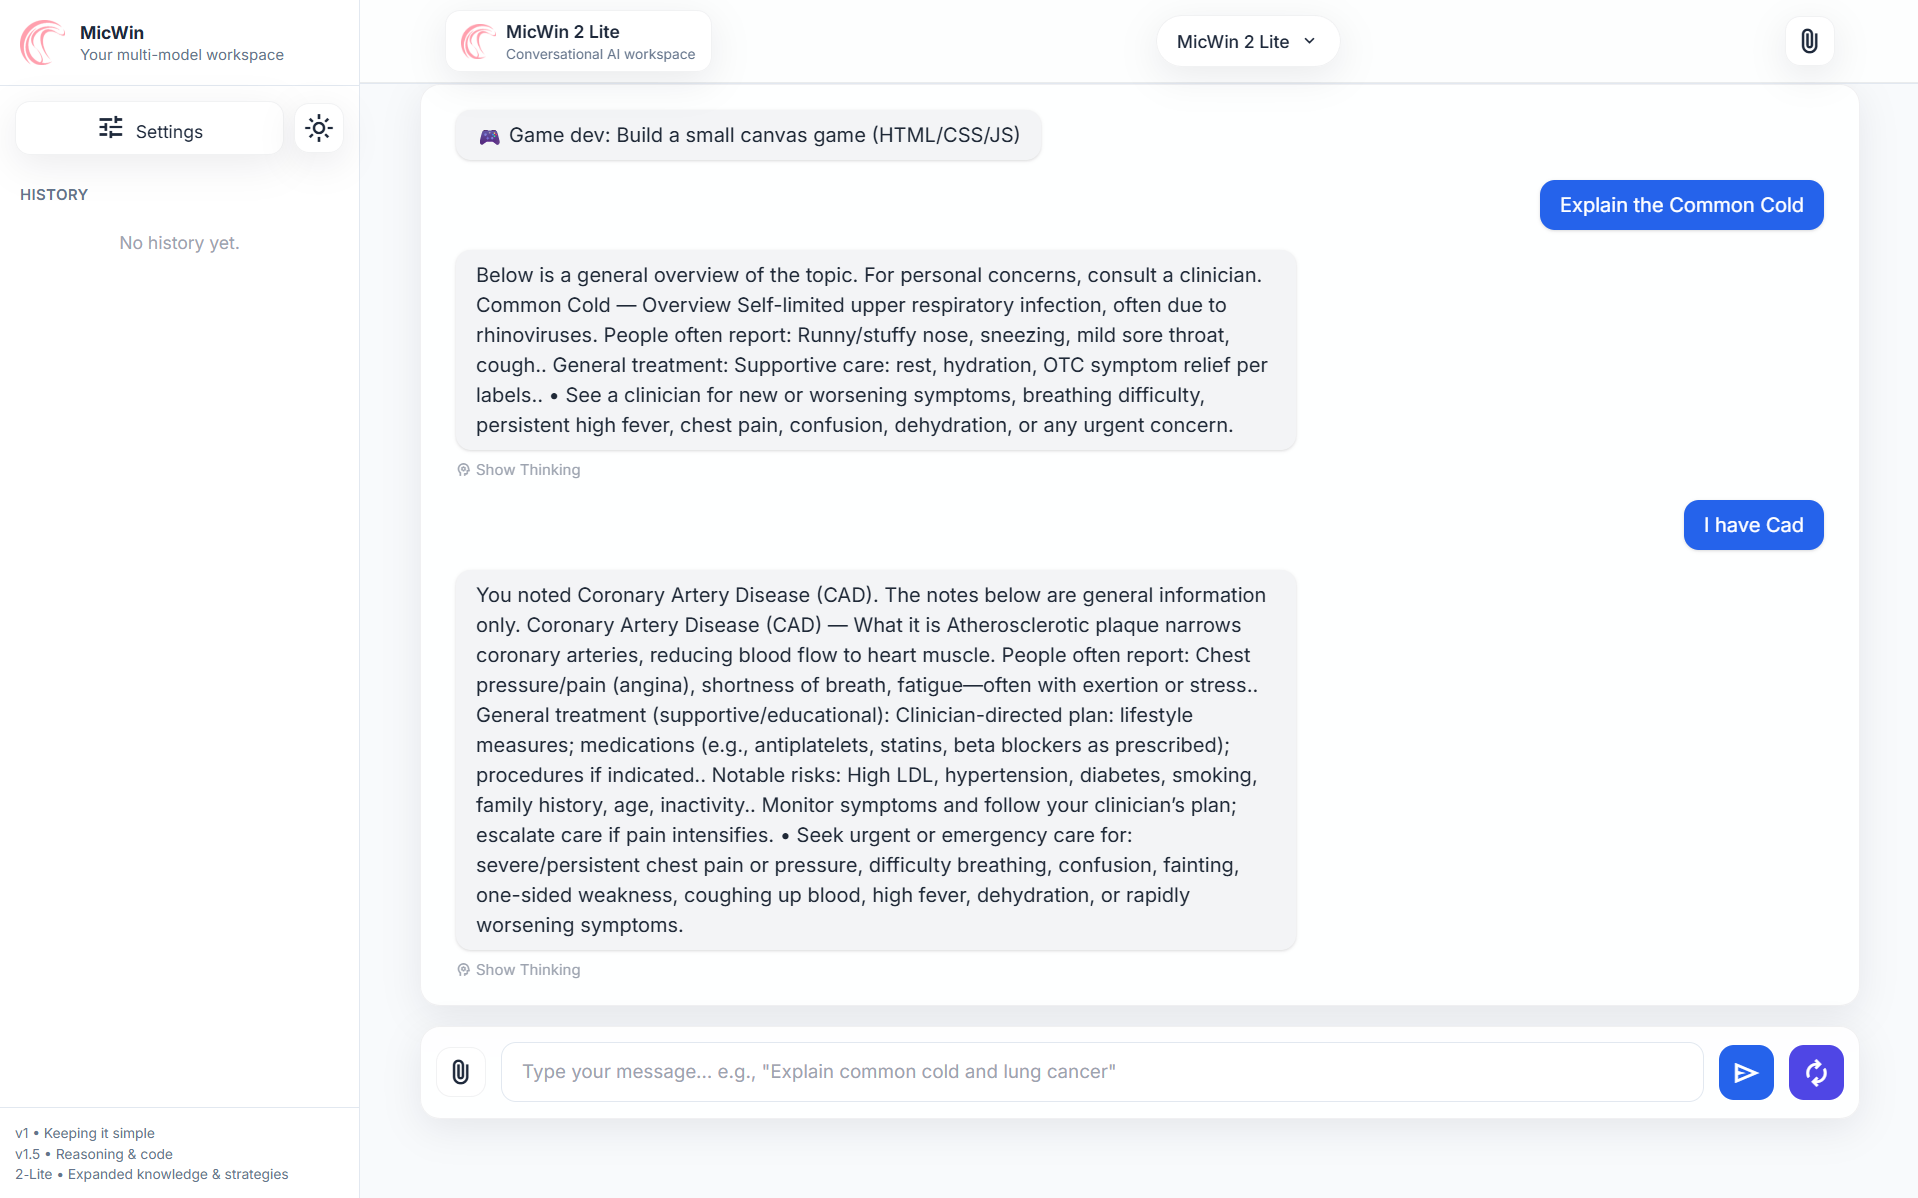 MicWin
Your multi-model workspace
Settings
HISTORY
No history yet.
v1 • Keeping it simple
v1.5 • Reasoning & code
2-Lite • Expanded knowledge & strategies
MicWin 2 Lite
Conversational AI workspace
MicWin 2 Lite
Game dev: Build a small canvas game (HTML/CSS/JS)
Explain the Common Cold
Below is a general overview of the topic. For personal concerns, consult a clinician.
Common Cold — Overview Self-limited upper respiratory infection, often due to
rhinoviruses. People often report: Runny/stuffy nose, sneezing, mild sore throat,
cough.. General treatment: Supportive care: rest, hydration, OTC symptom relief per
labels.. • See a clinician for new or worsening symptoms, breathing difficulty,
persistent high fever, chest pain, confusion, dehydration, or any urgent concern.
Show Thinking
I have Cad
You noted Coronary Artery Disease (CAD). The notes below are general information
only. Coronary Artery Disease (CAD) — What it is Atherosclerotic plaque narrows
coronary arteries, reducing blood flow to heart muscle. People often report: Chest
pressure/pain (angina), shortness of breath, fatigue—often with exertion or stress..
General treatment (supportive/educational): Clinician-directed plan: lifestyle
measures; medications (e.g., antiplatelets, statins, beta blockers as prescribed);
procedures if indicated.. Notable risks: High LDL, hypertension, diabetes, smoking,
family history, age, inactivity.. Monitor symptoms and follow your clinician’s plan;
escalate care if pain intensifies. • Seek urgent or emergency care for:
severe/persistent chest pain or pressure, difficulty breathing, confusion, fainting,
one-sided weakness, coughing up blood, high fever, dehydration, or rapidly
worsening symptoms.
Show Thinking
Type your message... e.g., "Explain common cold and lung cancer"